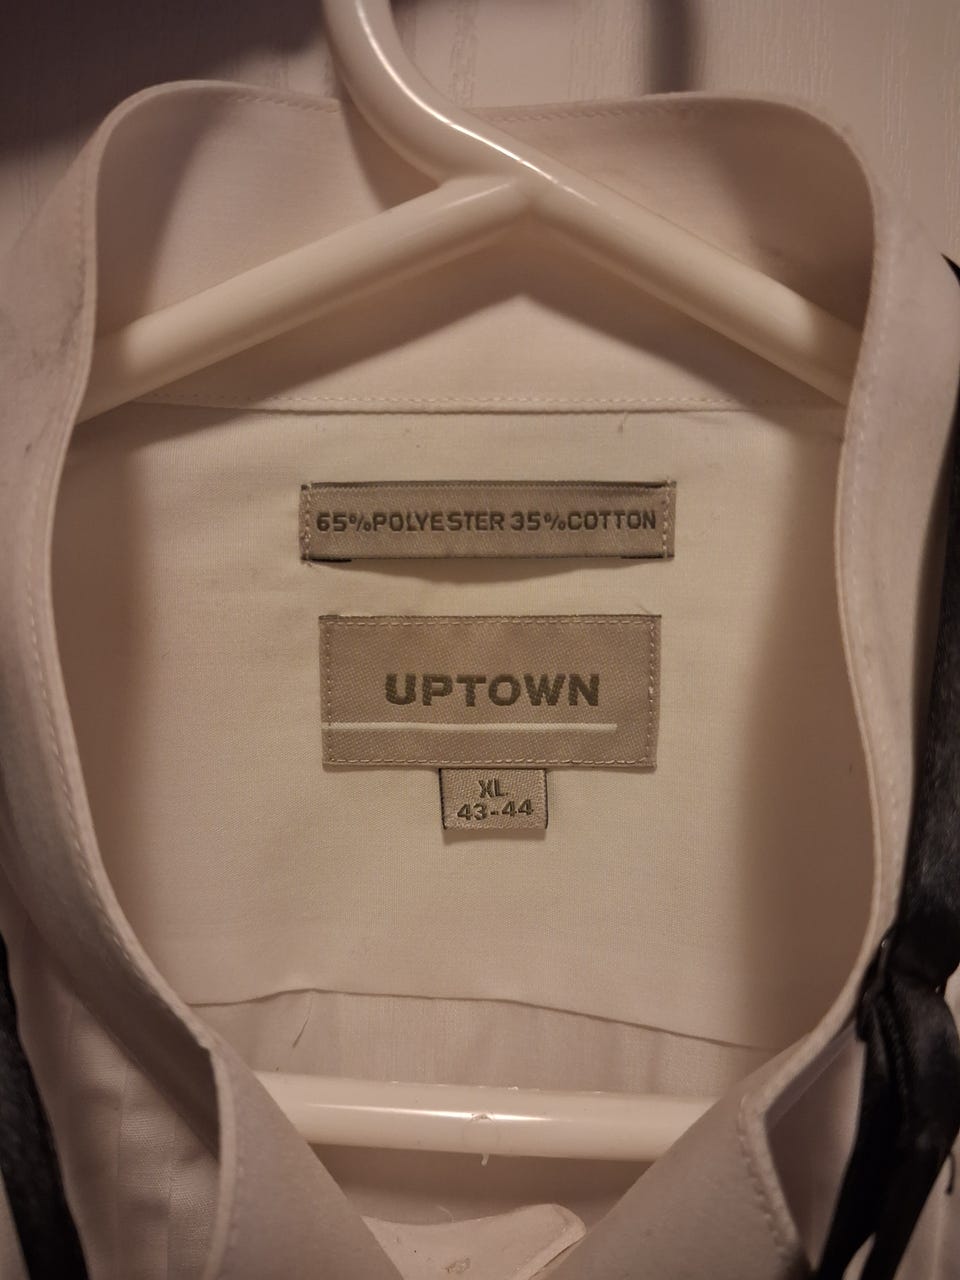 65%POLYESTER 35%COTTON
UPTOWN
XL
43-44